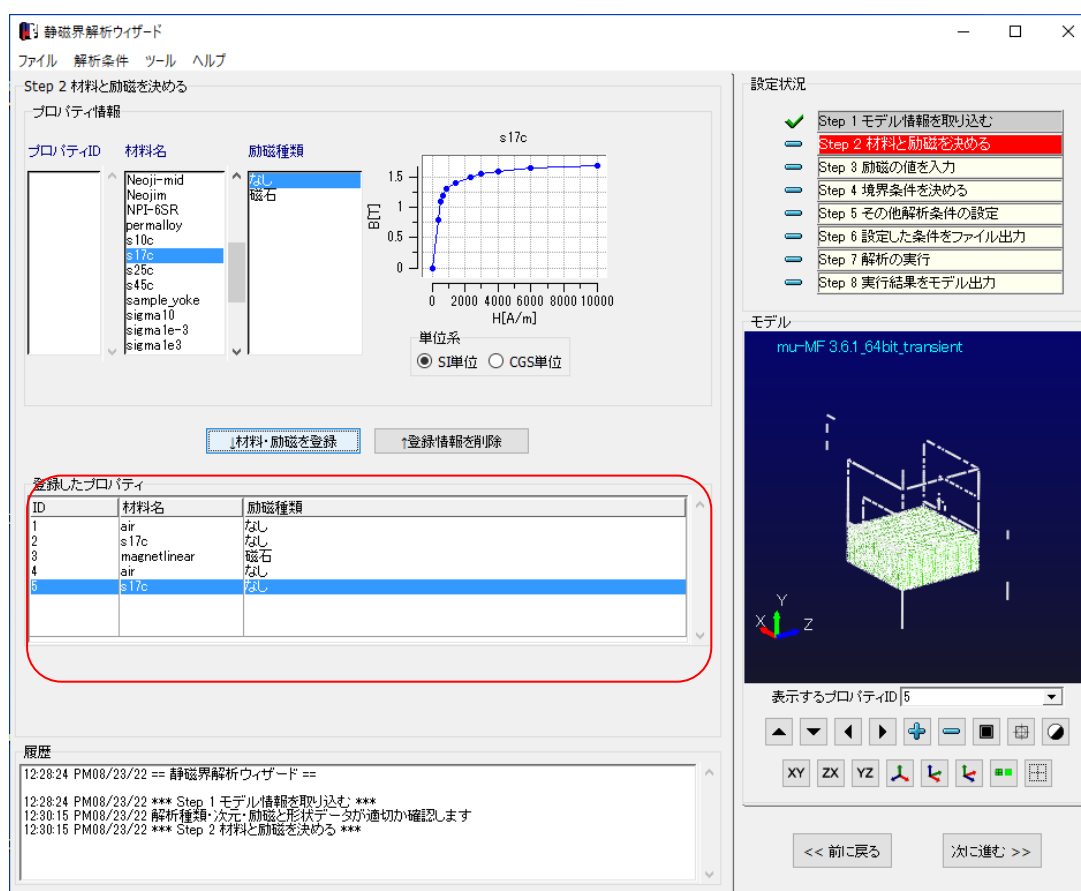 静磁界解析ウィザード
ファイル 解析条件 ツール ヘルプ
Step 2 材料と励磁を決める
プロパティ情報
プロパティID 材料名 励磁種類
Neoji-mid
Neojim
NPI-6SR
permalloy
s10c
s17c
s25c
s45c
sample_yoke
sigma10
sigma1e-3
sigma1e3
なし
磁石
s17c
B[T]
1.5
1
0.5
0
0 2000 4000 6000 8000 10000
H[A/m]
単位系
SI単位 CGS単位
↓材料・励磁を登録 ↑登録情報を削除
登録したプロパティ
ID 材料名 励磁種類
1 air なし
2 s17c なし
3 magnetlinear 磁石
4 air なし
5 s17c なし
履歴
12:28:24 PM08/23/22 == 静磁界解析ウィザード ==
12:28:24 PM08/23/22 *** Step 1 モデル情報を取り込む ***
12:30:15 PM08/23/22 解析種類・次元・励磁と形状データが適切か確認します
12:30:15 PM08/23/22 *** Step 2 材料と励磁を決める ***
設定状況
Step 1 モデル情報を取り込む
Step 2 材料と励磁を決める
Step 3 励磁の値を入力
Step 4 境界条件を決める
Step 5 その他解析条件の設定
Step 6 設定した条件をファイル出力
Step 7 解析の実行
Step 8 実行結果をモデル出力
モデル
mu-MF 3.6.1_64bit_transient
Y
X Z
表示するプロパティID 5
XY ZX YZ
<< 前に戻る 次に進む >>